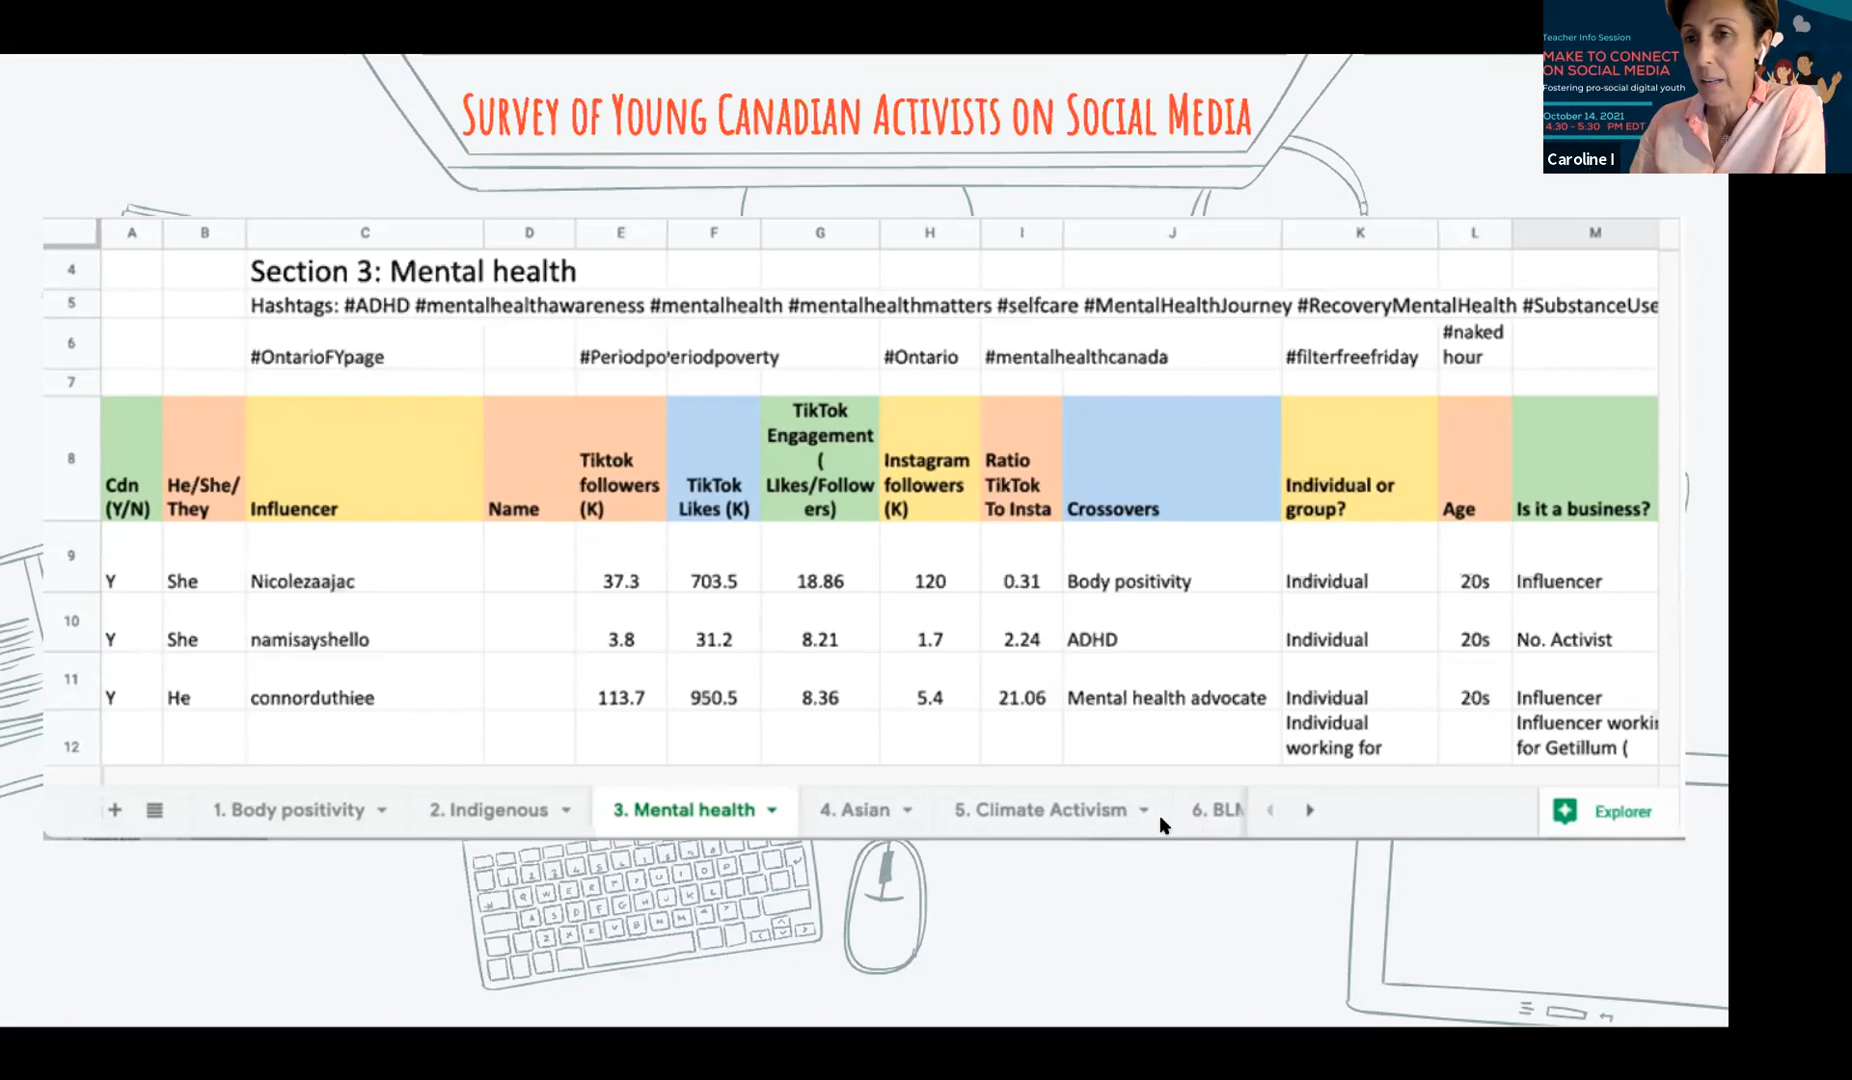 Teacher Info Session
MAKE TO CONNECT
ON SOCIAL MEDIA
Fostering pro-social digital youth
October 14, 2021
4:30 - 5:30 PM EDT
Caroline I
SURVEY OF YOUNG CANADIAN ACTIVISTS ON SOCIAL MEDIA
A B C D E F G H I J K L M
4 Section 3: Mental health
5 Hashtags: #ADHD #mentalhealthawareness #mentalhealth #mentalhealthmatters #selfcare #MentalHealthJourney #RecoveryMentalHealth #SubstanceUse
6 #OntarioFYpage #Periodpo'eriodpoverty #Ontario #mentalhealthcanada #filterfreefriday #naked hour
7
8 Cdn (Y/N) He/She/They Influencer Name Tiktok followers (K) TikTok Likes (K) TikTok Engagement ( LIkes/Followers) Instagram followers (K) Ratio TikTok To Insta Crossovers Individual or group? Age Is it a business?
9 Y She Nicolezaajac 37.3 703.5 18.86 120 0.31 Body positivity Individual 20s Influencer
10 Y She namisayshello 3.8 31.2 8.21 1.7 2.24 ADHD Individual 20s No. Activist
11 Y He connorduthiee 113.7 950.5 8.36 5.4 21.06 Mental health advocate Individual 20s Influencer
12 Individual working for Influencer workin for Getillum (
+ 1. Body positivity 2. Indigenous 3. Mental health 4. Asian 5. Climate Activism 6. BLM Explorer